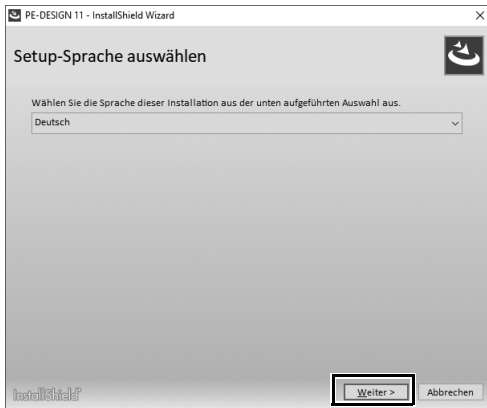 PE-DESIGN 11 - InstallShield Wizard
Setup-Sprache auswählen
Wählen Sie die Sprache dieser Installation aus der unten aufgeführten Auswahl aus.
Deutsch
InstallShield
Weiter > Abbrechen